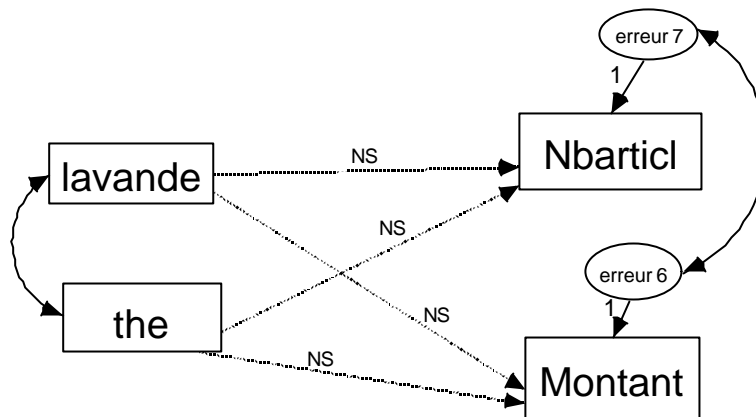 erreur 7
1
Nbarticl
NS
lavande
NS
erreur 6
1
the
NS
NS
Montant